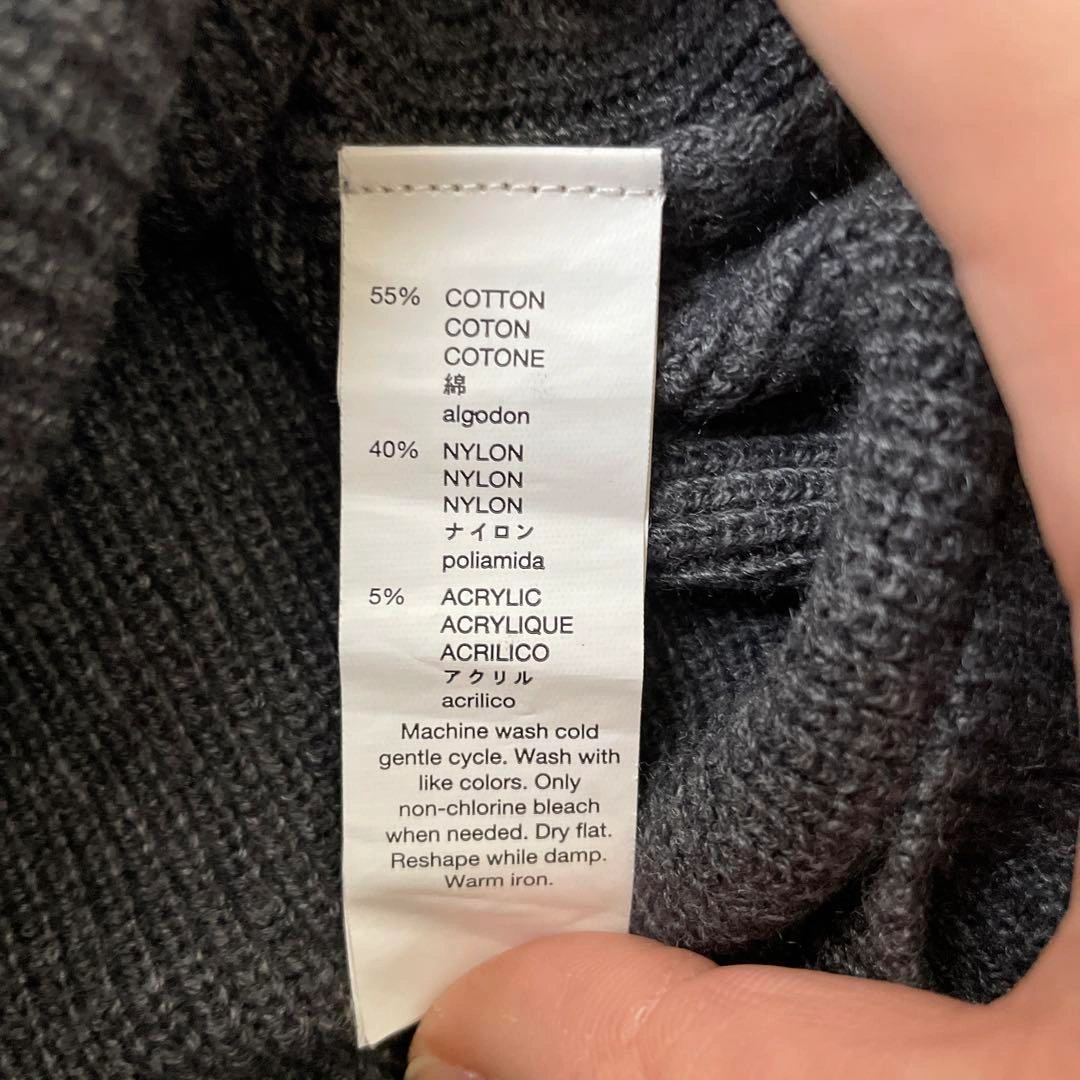 55% COTTON
COTON
COTONE
綿
algodon
40% NYLON
NYLON
NYLON
ナイロン
poliamida
5% ACRYLIC
ACRYLIQUE
ACRILICO
アクリル
acrilico
Machine wash cold
gentle cycle. Wash with
like colors. Only
non-chlorine bleach
when needed. Dry flat.
Reshape while damp.
Warm iron.